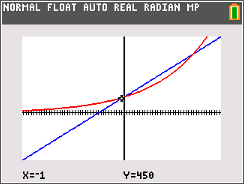 NORMAL FLOAT AUTO REAL RADIAN MP
X=-1 Y=450